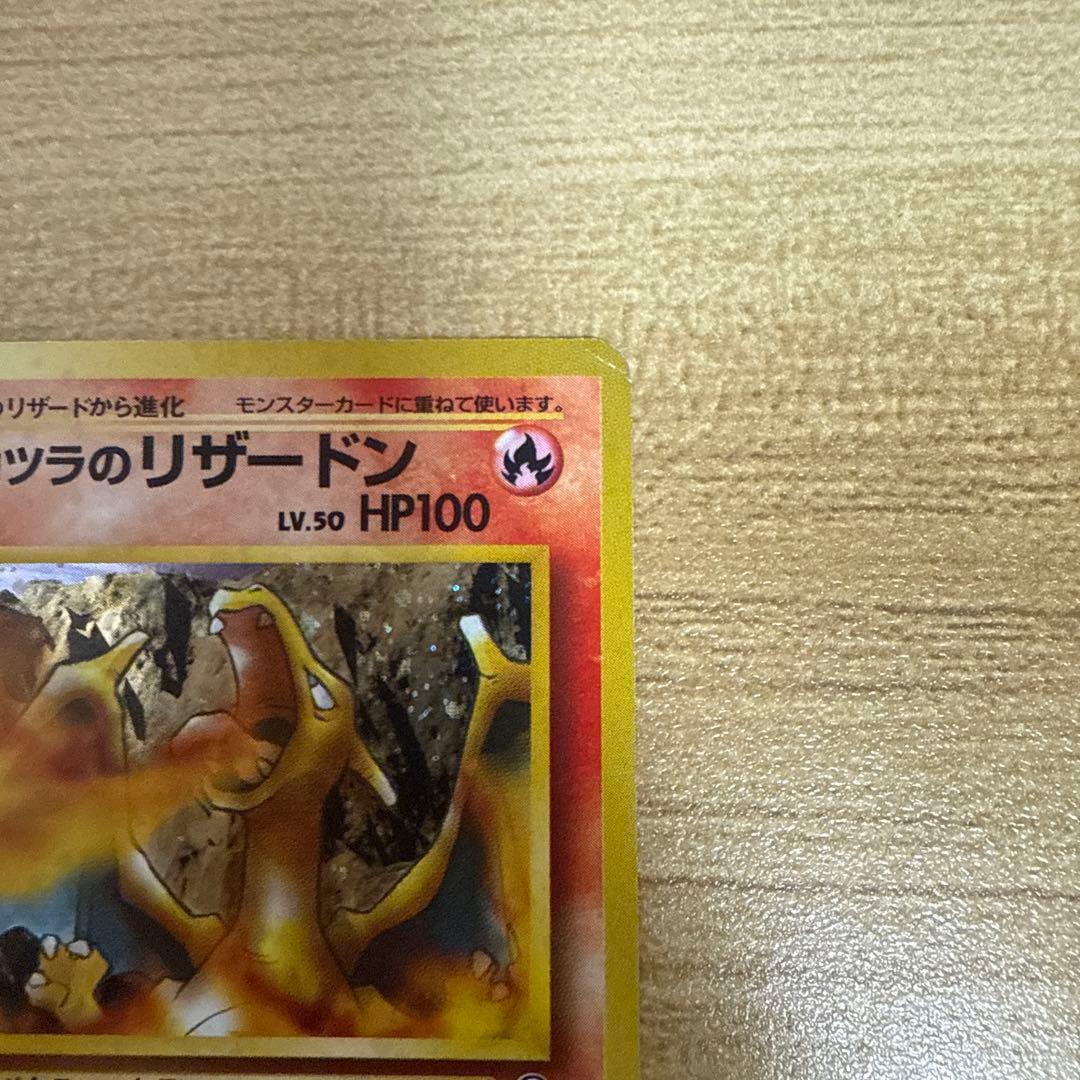 のリザードから進化 モンスターカードに重ねて使います。
ツラのリザードン
LV.50 HP100